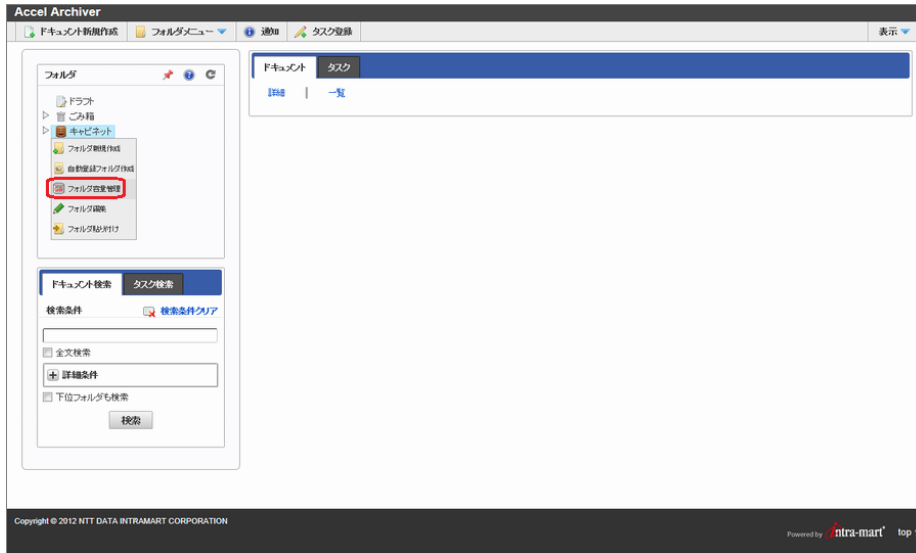 Accel Archiver
ドキュメント新規作成 フォルダメニュー 通知 タスク登録 表示
フォルダ
ドラフト
ごみ箱
キャビネット
フォルダ新規作成
自動登録フォルダ作成
フォルダ容量管理
フォルダ編集
フォルダ貼り付け
ドキュメント検索 タスク検索
検索条件 検索条件クリア
全文検索
詳細条件
下位フォルダも検索
検索
ドキュメント タスク
詳細 | 一覧
Copyright © 2012 NTT DATA INTRAMART CORPORATION
Powered by intra-mart top